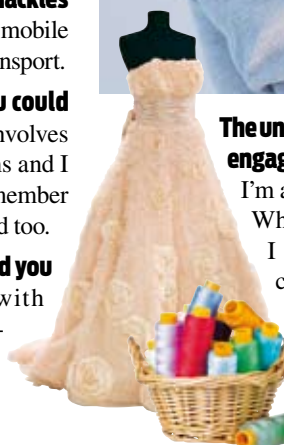 mobile
nsport.
u could
nvolves
ns and I
member
d too.
d you
with
-
The un
engag
I'm a
Wh
I
c